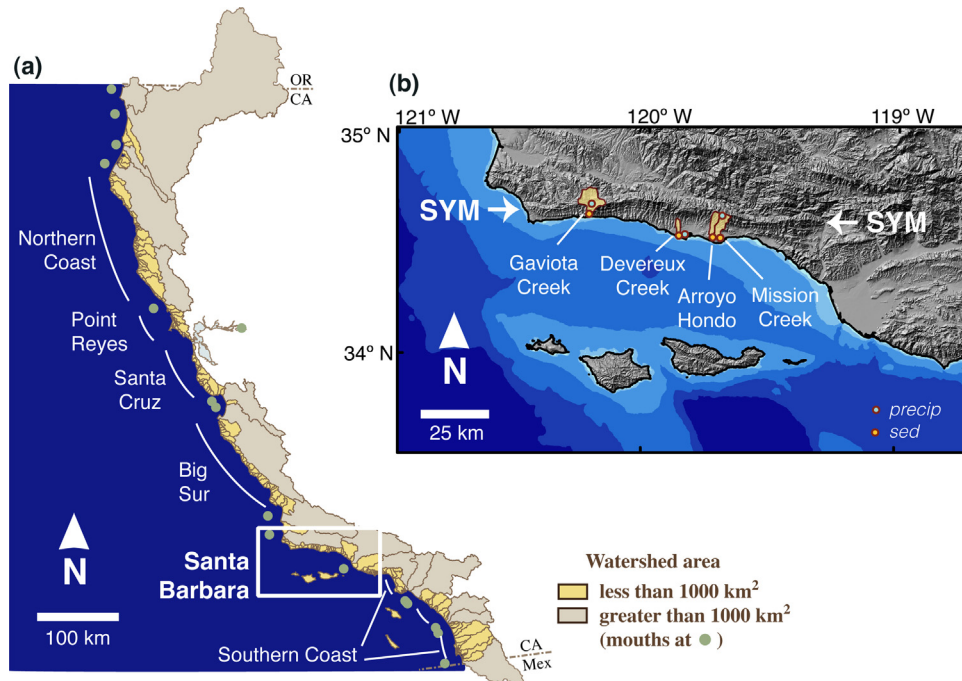 (a)
OR
CA
Northern
Coast
Point
Reyes
Santa
Cruz
Big
Sur
N
100 km
Santa
Barbara
Southern Coast
CA
Mex
(b)
121° W
120° W
119° W
35° N
34° N
SYM
SYM
Gaviota
Creek
Devereux
Creek
Arroyo
Hondo
Mission
Creek
N
25 km
precip
sed
Watershed area
less than 1000 km²
greater than 1000 km²
(mouths at ●)